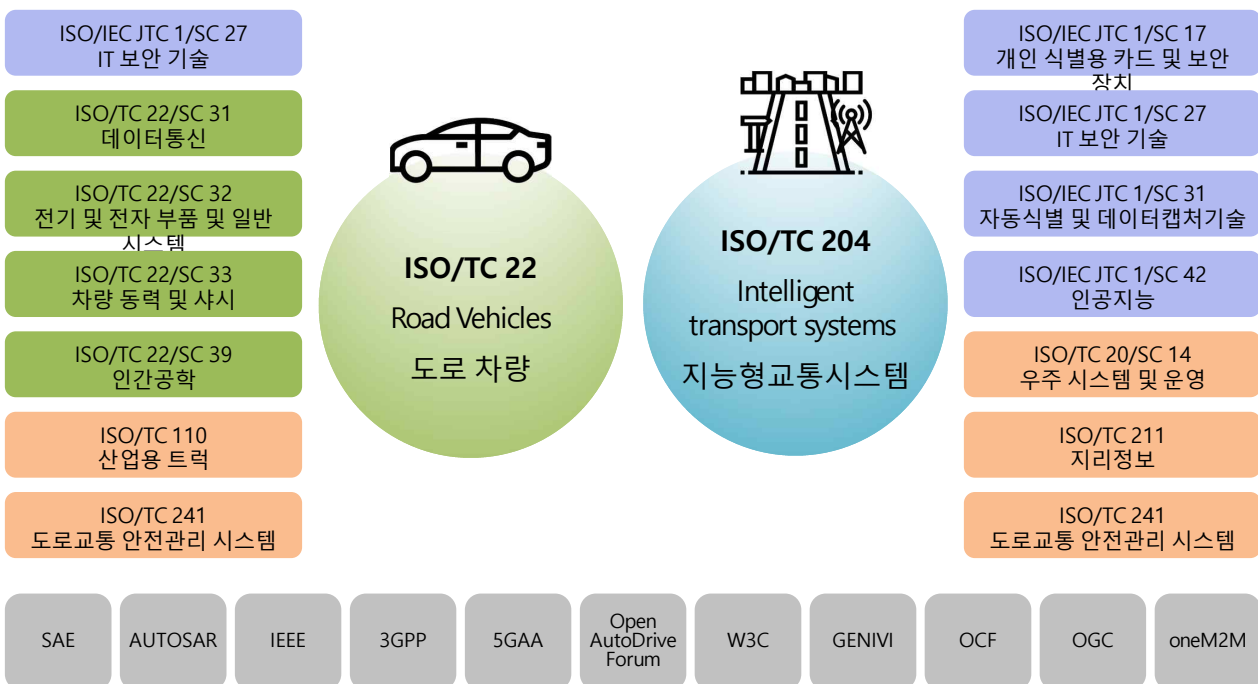 ISO/IEC JTC 1/SC 27
IT 보안 기술
ISO/TC 22/SC 31
데이터통신
ISO/TC 22/SC 32
전기 및 전자 부품 및 일반
시스템
ISO/TC 22/SC 33
차량 동력 및 샤시
ISO/TC 22/SC 39
인간공학
ISO/TC 110
산업용 트럭
ISO/TC 241
도로교통 안전관리 시스템
ISO/TC 22
Road Vehicles
도로 차량
ISO/TC 204
Intelligent
transport systems
지능형교통시스템
ISO/IEC JTC 1/SC 17
개인 식별용 카드 및 보안
장치
ISO/IEC JTC 1/SC 27
IT 보안 기술
ISO/IEC JTC 1/SC 31
자동식별 및 데이터캡처기술
ISO/IEC JTC 1/SC 42
인공지능
ISO/TC 20/SC 14
우주 시스템 및 운영
ISO/TC 211
지리정보
ISO/TC 241
도로교통 안전관리 시스템
SAE
AUTOSAR
IEEE
3GPP
5GAA
Open
AutoDrive
Forum
W3C
GENIVI
OCF
OGC
oneM2M